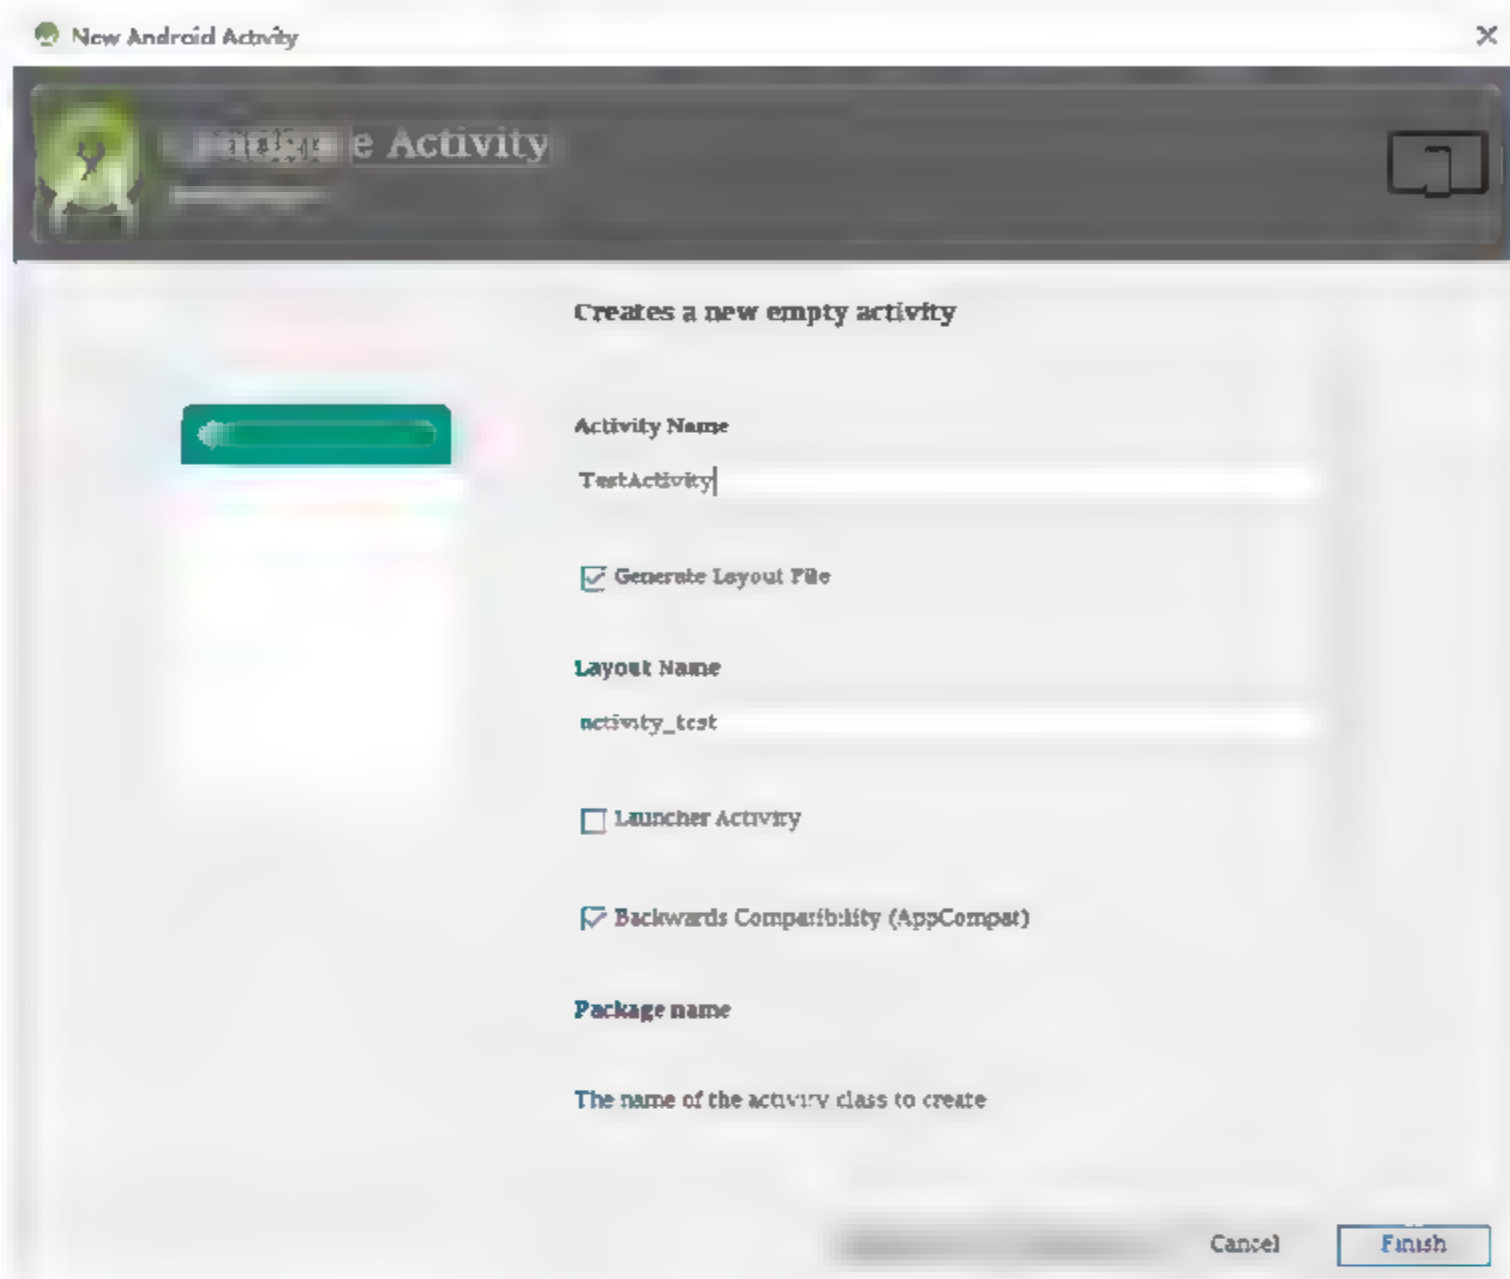 New Android Activity
e Activity
Creates a new empty activity
Activity Name
TestActivity
Generate Layout File
Layout Name
activity_test
Launcher Activity
Backwards Compatibility (AppCompat)
Package name
The name of the activity class to create
Cancel
Finish